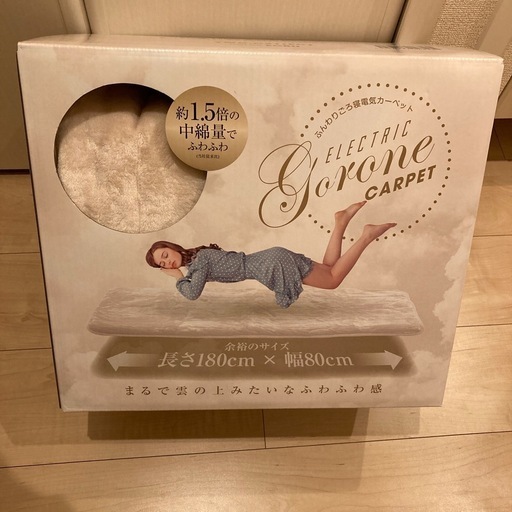 約1.5倍の
中綿量で
ふわふわ
ふんわりごろ寝電気カーペット
ELECTRIC
Gorone
CARPET
余裕のサイズ
長さ180cm × 幅80cm
まるで雲の上みたいなふわふわ感